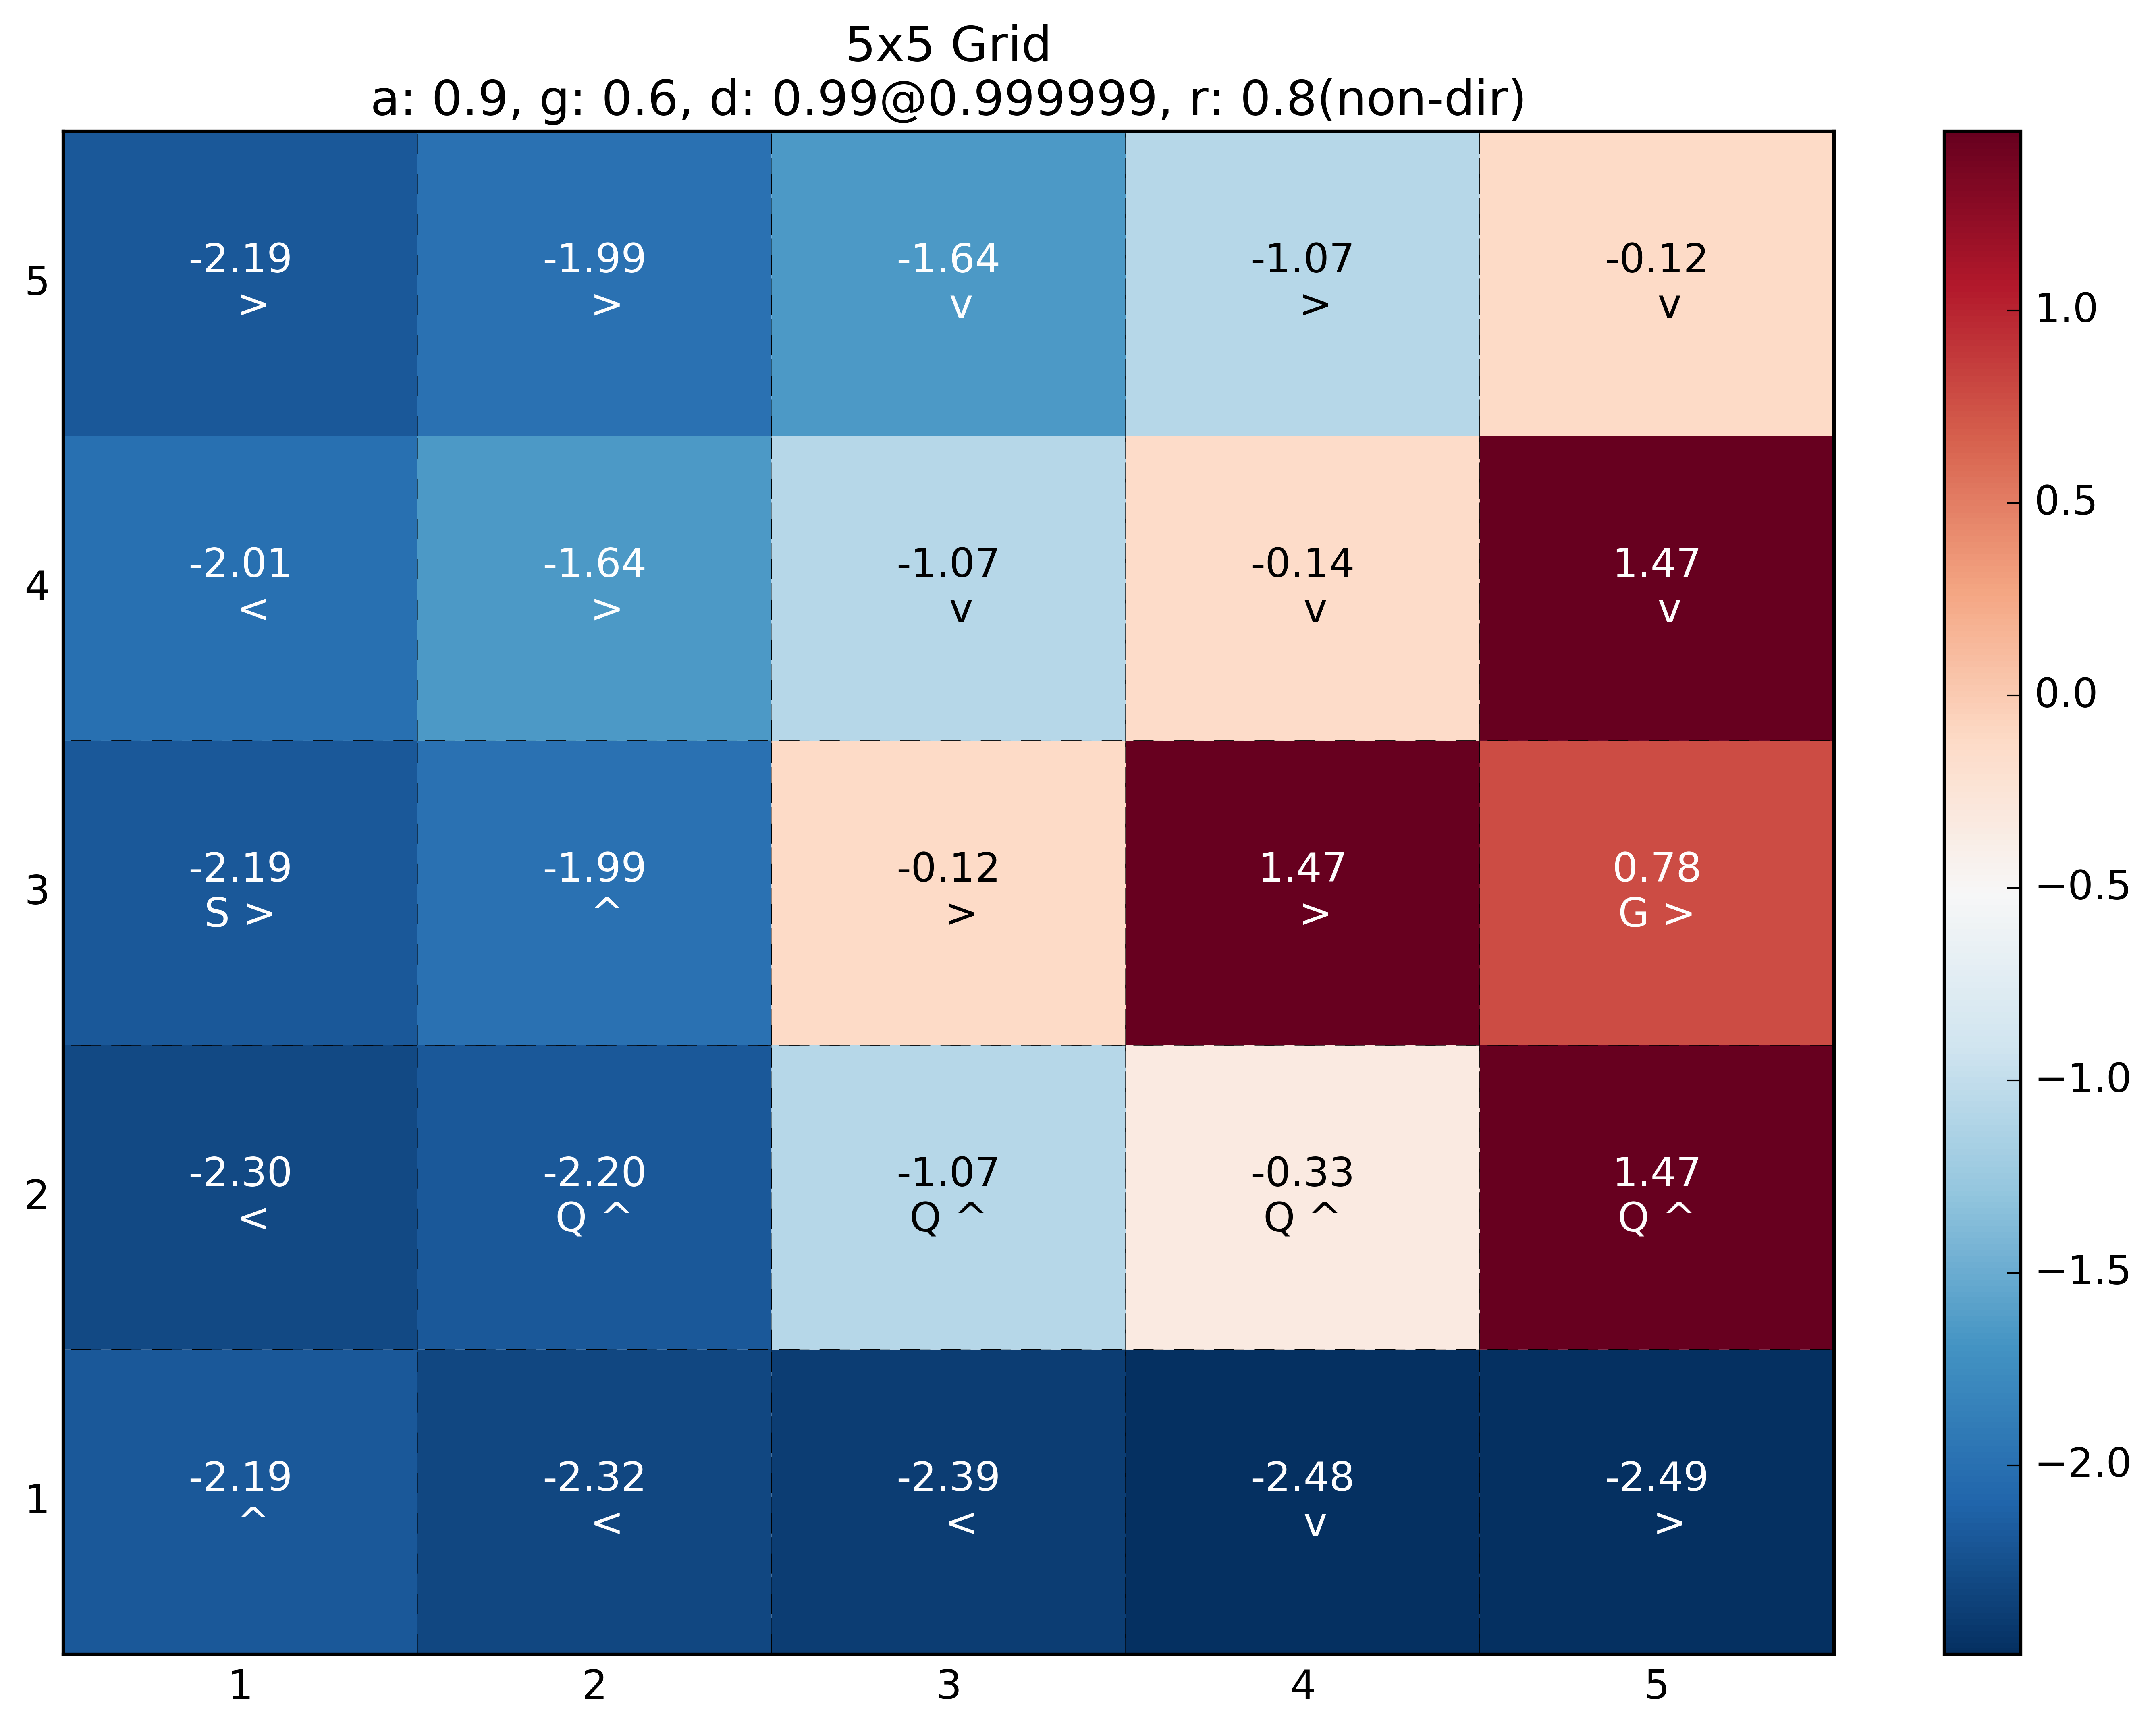 5x5 Grid
a: 0.9, g: 0.6, d: 0.99@0.999999, r: 0.8(non-dir)
5
-2.19 -1.99 -1.64 -1.07 -0.12
> > v > v
4
-2.01 -1.64 -1.07 -0.14 1.47
< > v v v
3
-2.19 -1.99 -0.12 1.47 0.78
S > ^ > > G >
2
-2.30 -2.20 -1.07 -0.33 1.47
< Q ^ Q ^ Q ^ Q ^
1
-2.19 -2.32 -2.39 -2.48 -2.49
^ < < v >
1 2 3 4 5
1.0
0.5
0.0
−0.5
−1.0
−1.5
−2.0